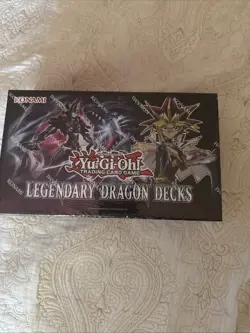 KONAMI
Yu-Gi-Oh!
TRADING CARD GAME
LEGENDARY DRAGON DECKS